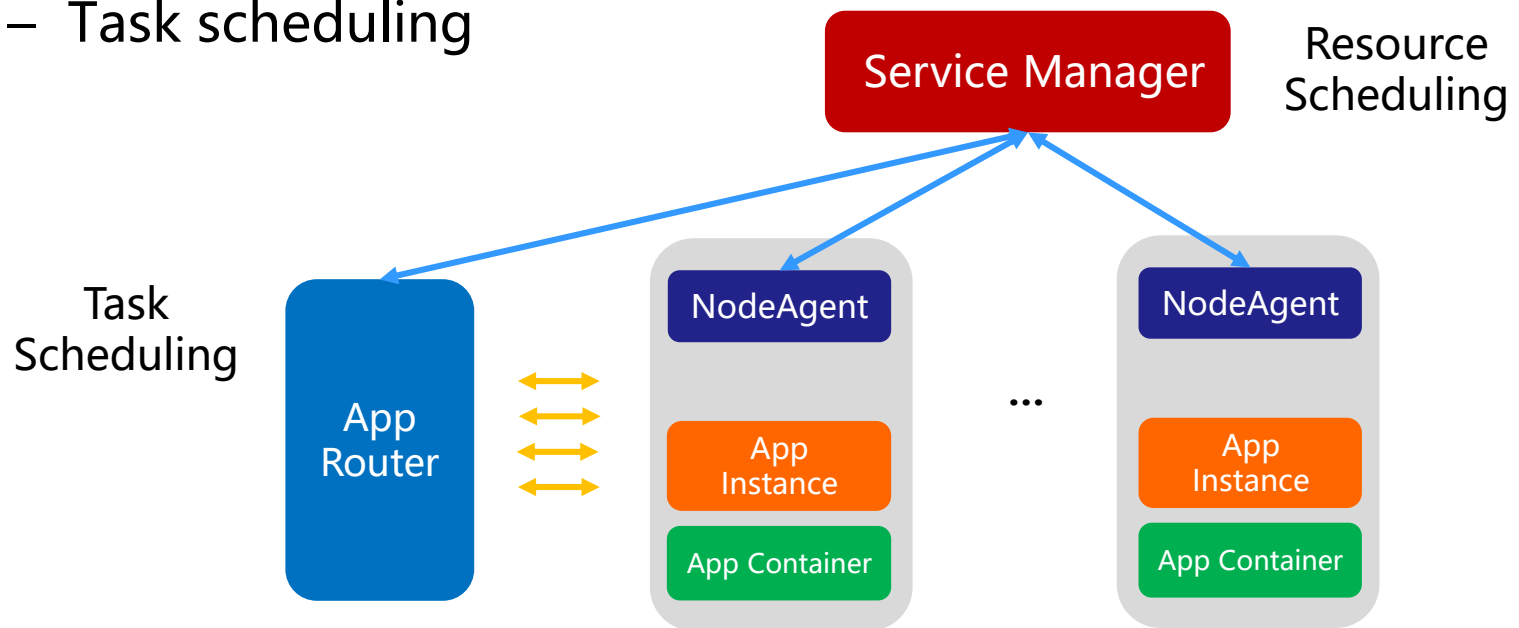 – Task scheduling
Service Manager
Resource
Scheduling
Task
Scheduling
App
Router
NodeAgent
App
Instance
App Container
...
NodeAgent
App
Instance
App Container